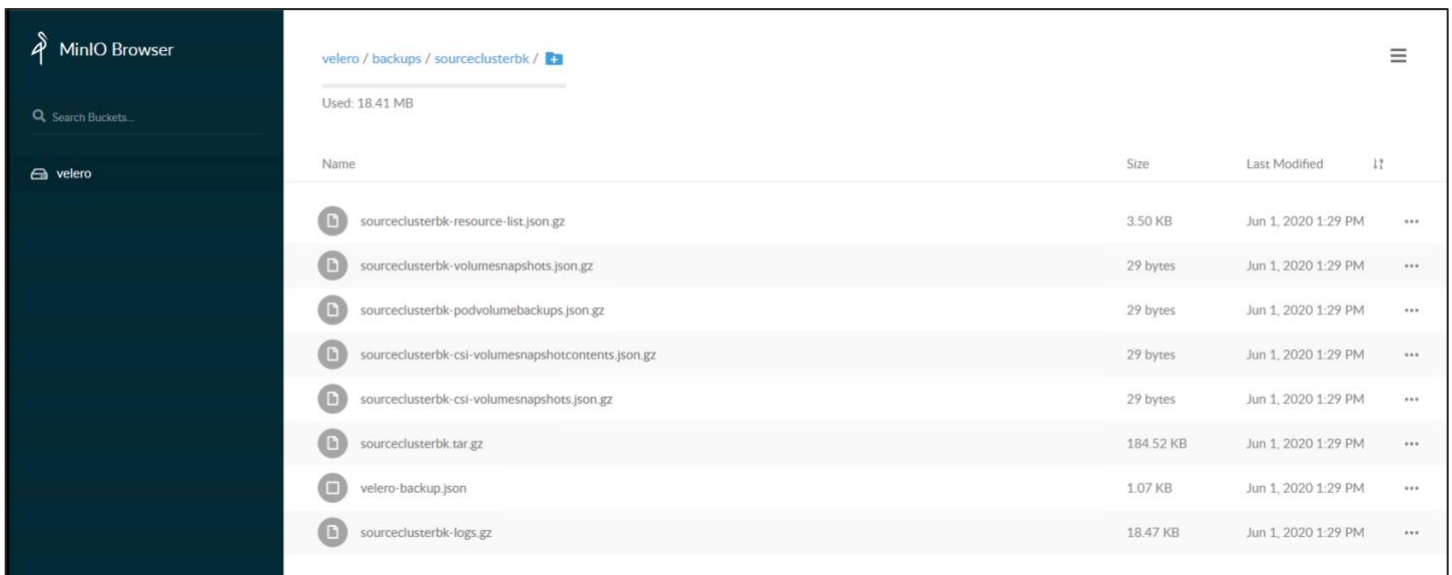 MinIO Browser
Search Buckets...
velero
velero / backups / sourceclusterbk /
Used: 18.41 MB
Name Size Last Modified
sourceclusterbk-resource-list.json.gz 3.50 KB Jun 1, 2020 1:29 PM
sourceclusterbk-volumesnapshots.json.gz 29 bytes Jun 1, 2020 1:29 PM
sourceclusterbk-podvolumebackups.json.gz 29 bytes Jun 1, 2020 1:29 PM
sourceclusterbk-csi-volumesnapshotcontents.json.gz 29 bytes Jun 1, 2020 1:29 PM
sourceclusterbk-csi-volumesnapshots.json.gz 29 bytes Jun 1, 2020 1:29 PM
sourceclusterbk.tar.gz 184.52 KB Jun 1, 2020 1:29 PM
velero-backup.json 1.07 KB Jun 1, 2020 1:29 PM
sourceclusterbk-logs.gz 18.47 KB Jun 1, 2020 1:29 PM